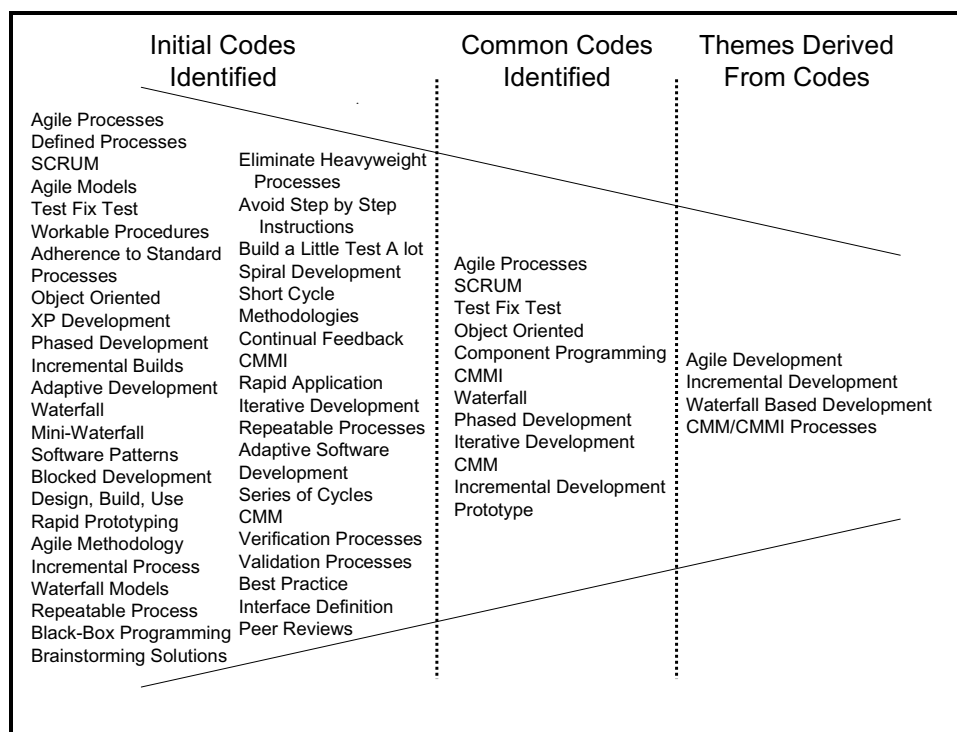 Initial Codes
Identified
Common Codes
Identified
Themes Derived
From Codes
Agile Processes
Defined Processes
SCRUM
Agile Models
Test Fix Test
Workable Procedures
Adherence to Standard
Processes
Object Oriented
XP Development
Phased Development
Incremental Builds
Adaptive Development
Waterfall
Mini-Waterfall
Software Patterns
Blocked Development
Design, Build, Use
Rapid Prototyping
Agile Methodology
Incremental Process
Waterfall Models
Repeatable Process
Black-Box Programming
Brainstorming Solutions
Eliminate Heavyweight
Processes
Avoid Step by Step
Instructions
Build a Little Test A lot
Spiral Development
Short Cycle
Methodologies
Continual Feedback
CMMI
Rapid Application
Iterative Development
Repeatable Processes
Adaptive Software
Development
Series of Cycles
CMM
Verification Processes
Validation Processes
Best Practice
Interface Definition
Peer Reviews
Agile Processes
SCRUM
Test Fix Test
Object Oriented
Component Programming
CMMI
Waterfall
Phased Development
Iterative Development
CMM
Incremental Development
Prototype
Agile Development
Incremental Development
Waterfall Based Development
CMM/CMMI Processes